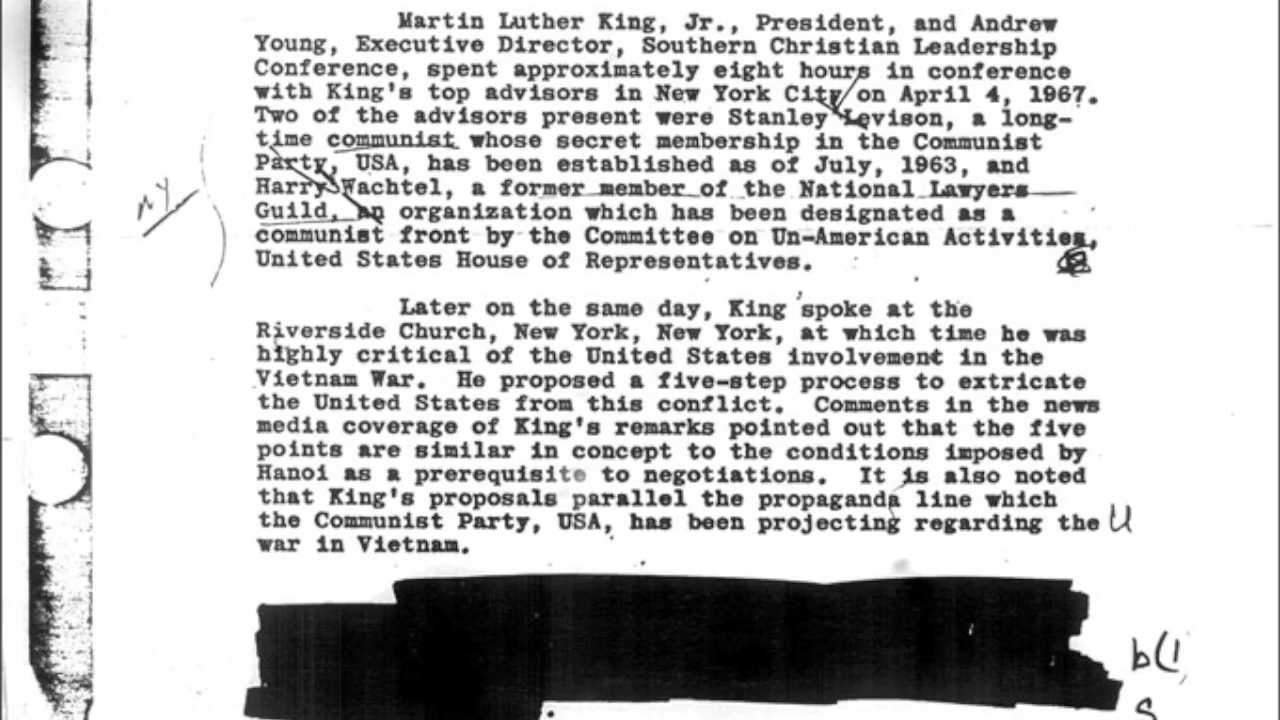 Martin Luther King, Jr., President, and Andrew
Young, Executive Director, Southern Christian Leadership
Conference, spent approximately eight hours in conference
with King's top advisors in New York City on April 4, 1967.
Two of the advisors present were Stanley Levison, a long-
time communist whose secret membership in the Communist
Party, USA, has been established as of July, 1963, and
Harry Wachtel, a former member of the National Lawyers
NY
Guild, an organization which has been designated as a
communist front by the Committee on Un-American Activities,
United States House of Representatives.
Later on the same day, King spoke at the
Riverside Church, New York, New York, at which time he was
highly critical of the United States involvement in the
Vietnam War. He proposed a five-step process to extricate
the United States from this conflict. Comments in the news
media coverage of King's remarks pointed out that the five
points are similar in concept to the conditions imposed by
Hanoi as a prerequisite to negotiations. It is also noted
that King's proposals parallel the propaganda line which
the Communist Party, USA, has been projecting regarding the U
war in Vietnam.
b(1
S